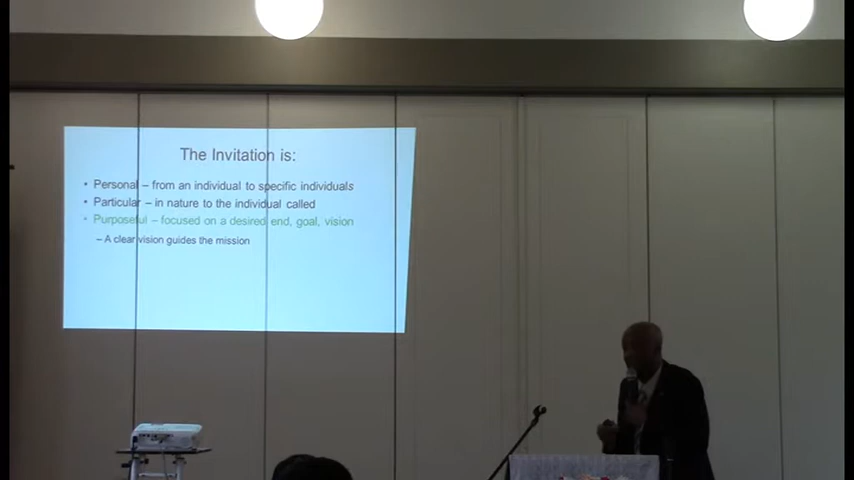 The Invitation is:
• Personal – from an individual to specific individuals
• Particular – in nature to the individual called
• Purposeful – focused on a desired end, goal, vision
– A clear vision guides the mission